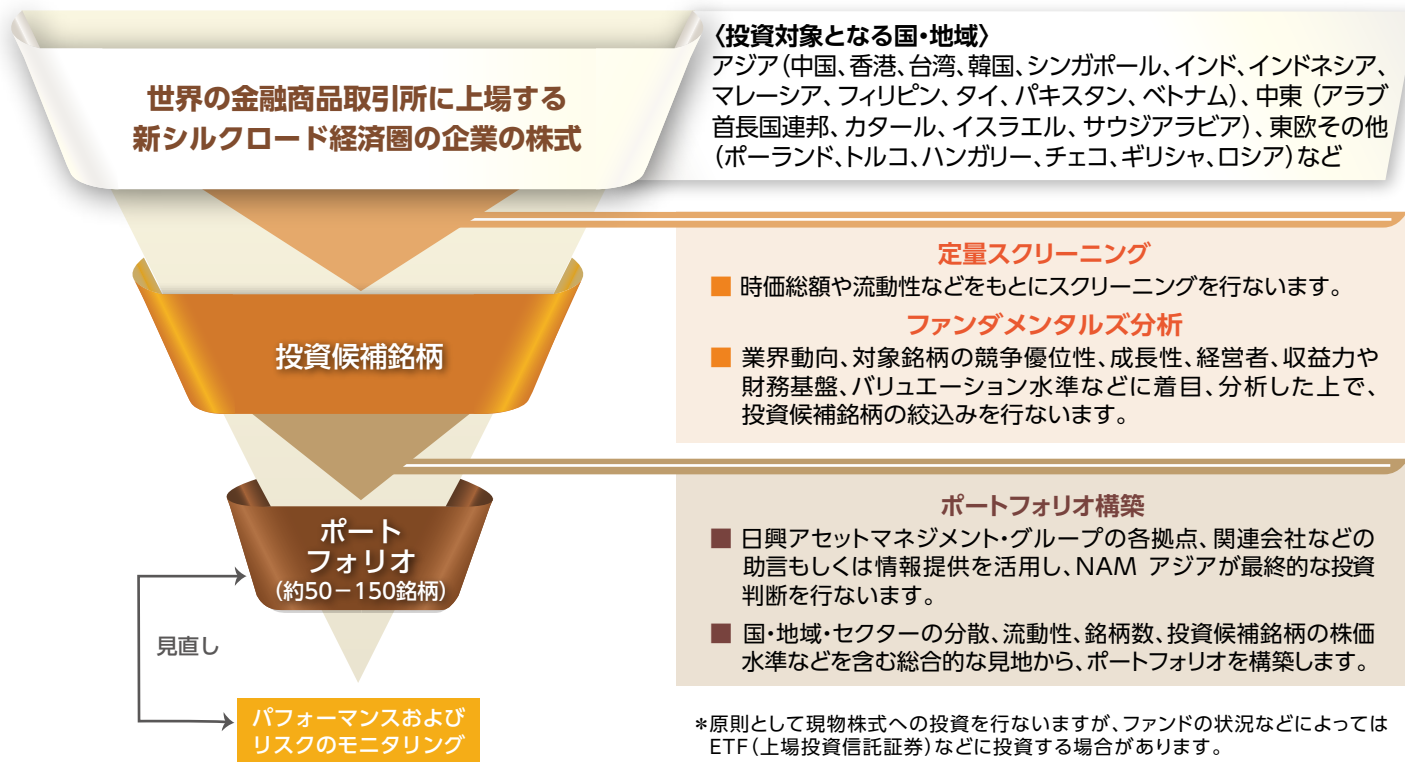 世界の金融商品取引所に上場する
新シルクロード経済圏の企業の株式
〈投資対象となる国・地域〉
アジア（中国、香港、台湾、韓国、シンガポール、インド、インドネシア、
マレーシア、フィリピン、タイ、パキスタン、ベトナム）、中東（アラブ
首長国連邦、カタール、イスラエル、サウジアラビア）、東欧その他
（ポーランド、トルコ、ハンガリー、チェコ、ギリシャ、ロシア）など
定量スクリーニング
■ 時価総額や流動性などをもとにスクリーニングを行ないます。
ファンダメンタルズ分析
■ 業界動向、対象銘柄の競争優位性、成長性、経営者、収益力や
財務基盤、バリュエーション水準などに着目、分析した上で、
投資候補銘柄の絞込みを行ないます。
投資候補銘柄
ポートフォリオ構築
■ 日興アセットマネジメント・グループの各拠点、関連会社などの
助言もしくは情報提供を活用し、NAM アジアが最終的な投資
判断を行ないます。
■ 国・地域・セクターの分散、流動性、銘柄数、投資候補銘柄の株価
水準などを含む総合的な見地から、ポートフォリオを構築します。
ポート
フォリオ
（約50－150銘柄）
見直し
パフォーマンスおよび
リスクのモニタリング
＊原則として現物株式への投資を行ないますが、ファンドの状況などによっては
ETF（上場投資信託証券）などに投資する場合があります。